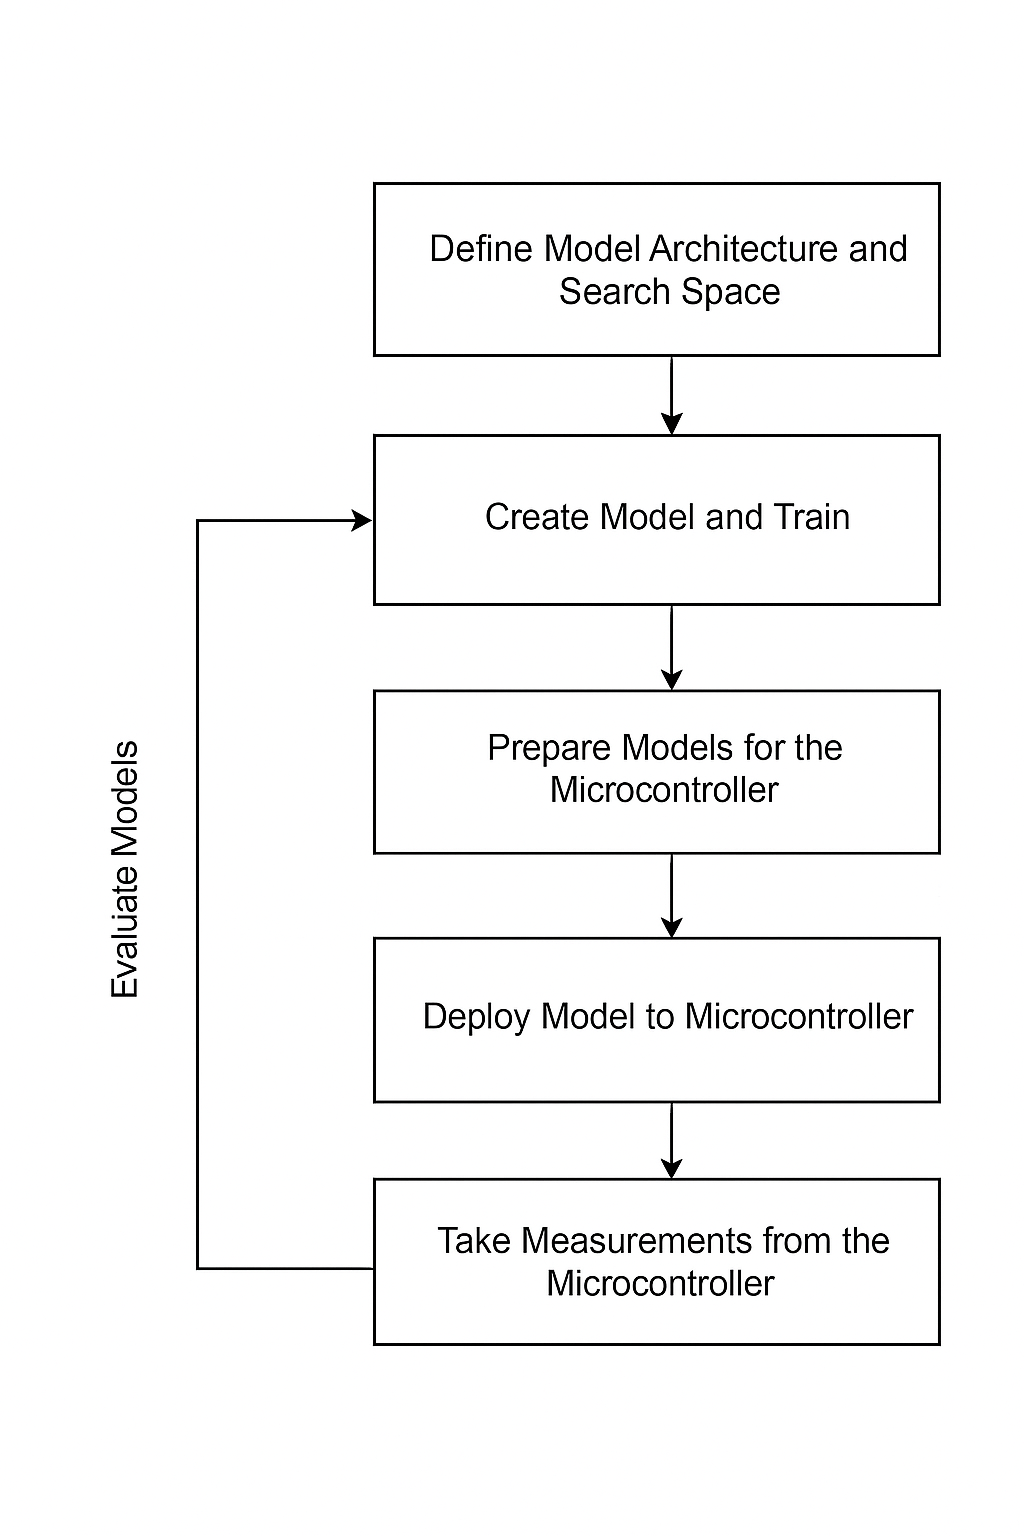 Define Model Architecture and
Search Space
Create Model and Train
Prepare Models for the
Microcontroller
Evaluate Models
Deploy Model to Microcontroller
Take Measurements from the
Microcontroller